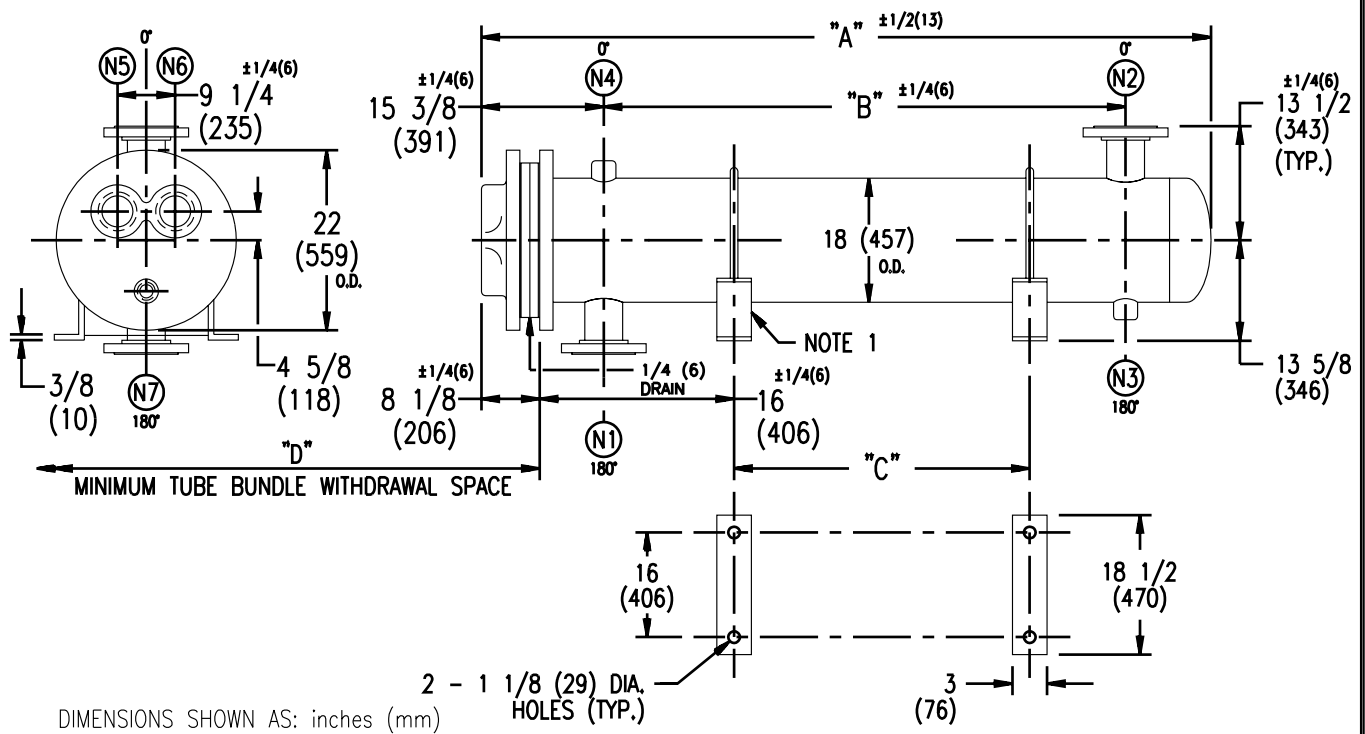 0°
N5
N6
±1/4(6)
9 1/4
(235)
22
(559)
O.D.
3/8
(10)
N7
180°
4 5/8
(118)
"A" ±1/2(13)
±1/4(6)
15 3/8
(391)
0°
N4
"B" ±1/4(6)
0°
N2
±1/4(6)
13 1/2
(343)
(TYP.)
18 (457)
O.D.
NOTE 1
±1/4(6)
8 1/8
(206)
1/4 (6)
DRAIN
±1/4(6)
16
(406)
N1
180°
N3
180°
13 5/8
(346)
"D"
MINIMUM TUBE BUNDLE WITHDRAWAL SPACE
"C"
16
(406)
18 1/2
(470)
2 - 1 1/8 (29) DIA.
HOLES (TYP.)
3
(76)
DIMENSIONS SHOWN AS: inches (mm)